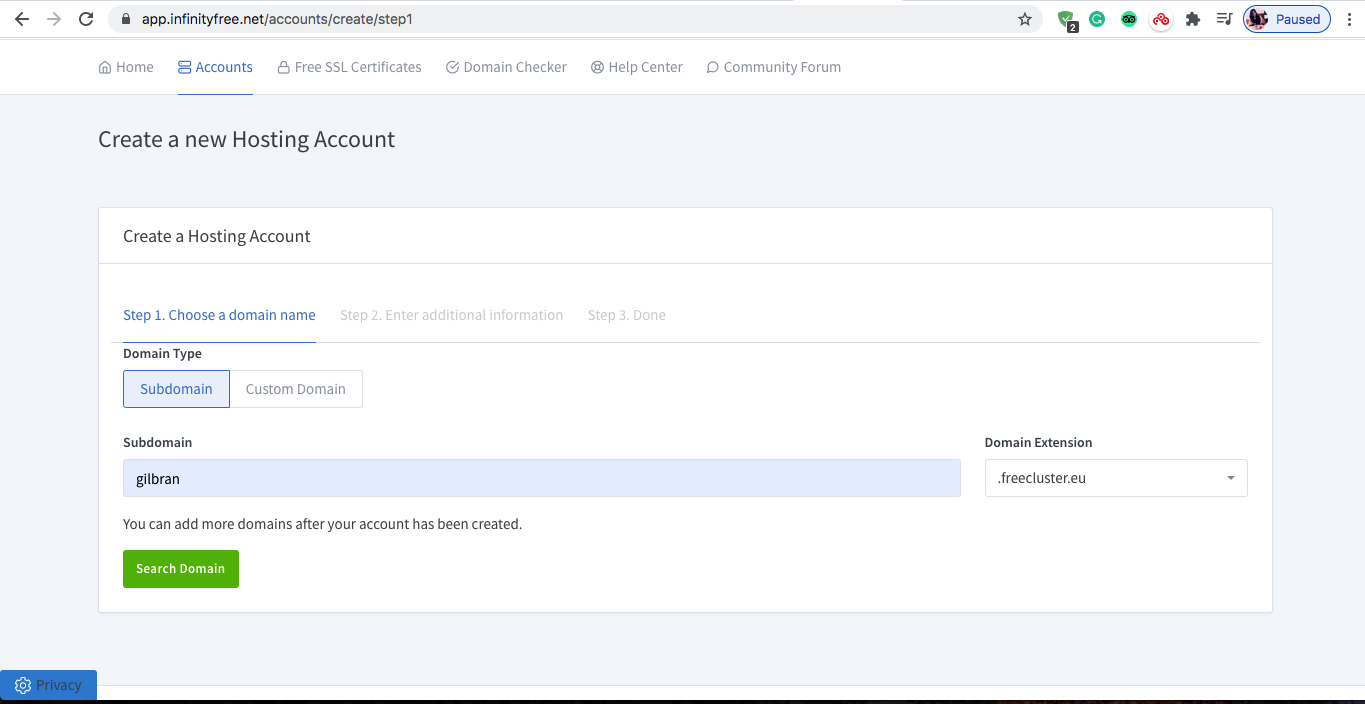 app.infinityfree.net/accounts/create/step1
2
Paused
Home Accounts Free SSL Certificates Domain Checker Help Center Community Forum
Create a new Hosting Account
Create a Hosting Account
Step 1. Choose a domain name Step 2. Enter additional information Step 3. Done
Domain Type
Subdomain Custom Domain
Subdomain Domain Extension
gilbran .freecluster.eu
You can add more domains after your account has been created.
Search Domain
Privacy